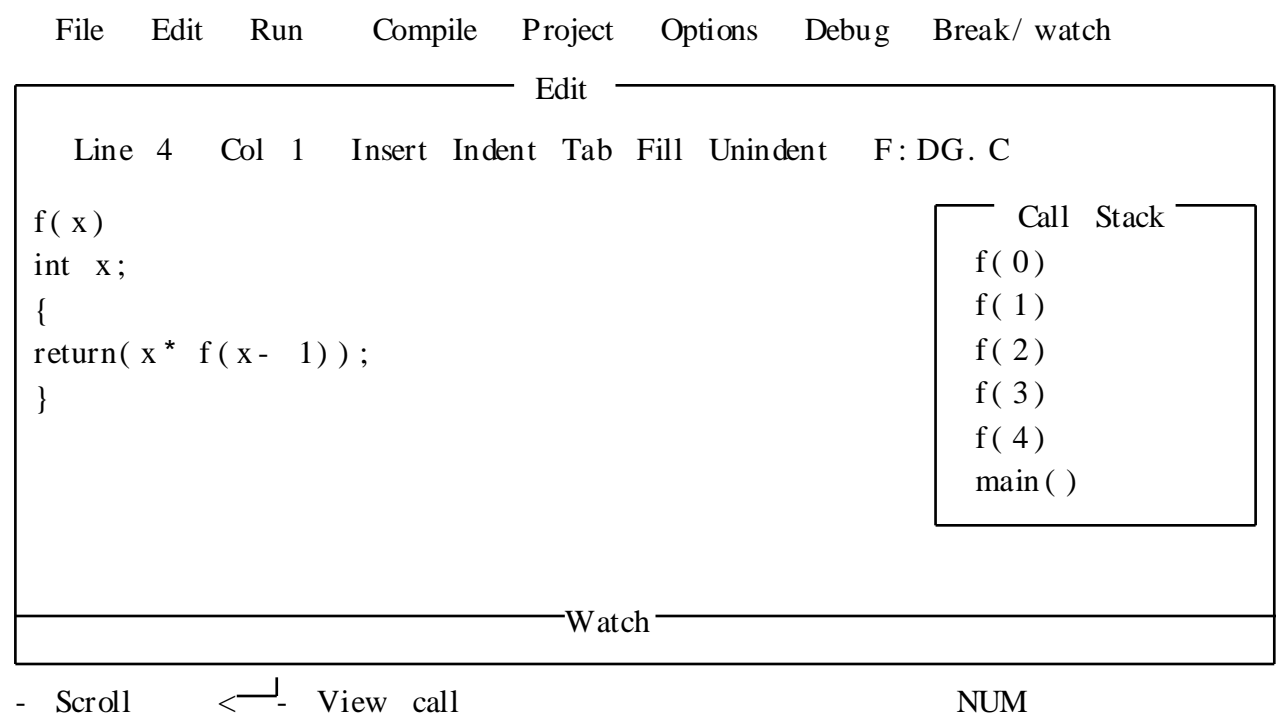 File Edit Run Compile Project Options Debug Break/ watch
Edit
Line 4 Col 1 Insert Indent Tab Fill Unindent F: DG. C
f( x)
int x;
{
return( x* f( x- 1) ) ;
}
Call Stack
f( 0)
f( 1)
f( 2)
f( 3)
f( 4)
main( )
Watch
- Scroll <┘- View call NUM